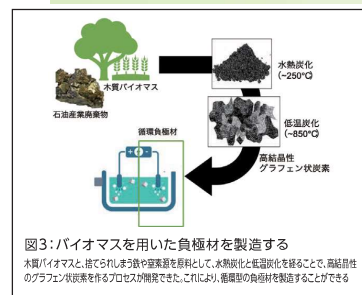 木質バイオマス
石油産業廃棄物
水熱炭化
(~250℃)
低温炭化
(~850℃)
高結晶性
グラフェン状炭素
循環負極材
図3:バイオマスを用いた負極材を製造する
木質バイオマスと、捨てられてしまう鉄や窒素源を原料として、水熱炭化と低温炭化を経ることで、高結晶性
のグラフェン状炭素を作るプロセスが開発できた。これにより、循環型の負極材を製造することができる